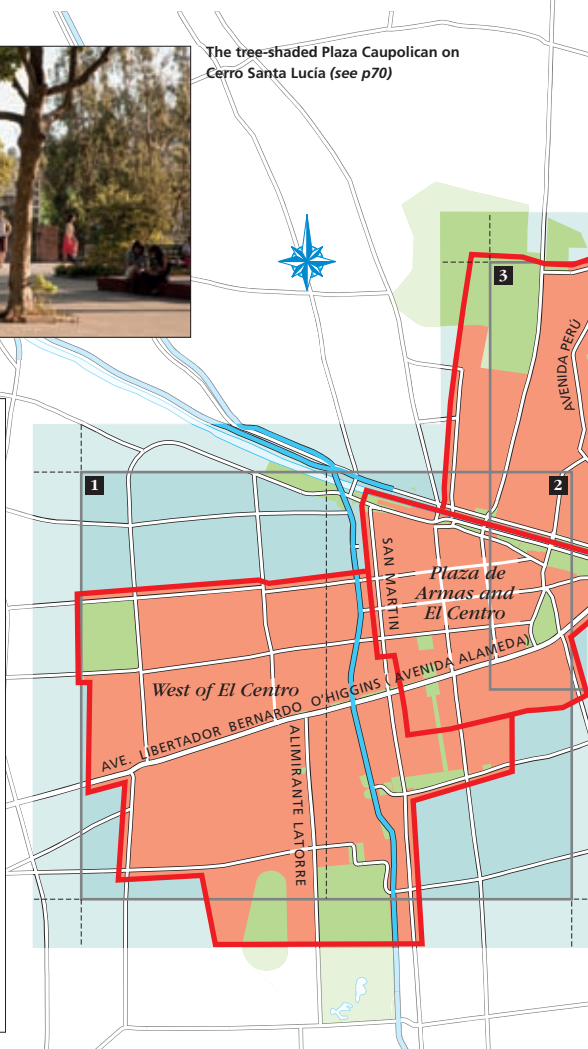 The tree-shaded Plaza Caupolican on
Cerro Santa Lucía (see p70)
3
AVENIDA PERÚ
1
2
SAN MARTIN
Plaza de
Armas and
El Centro
West of El Centro
AVE. LIBERTADOR BERNARDO O'HIGGINS ( AVENIDA ALAMEDA)
ALIMIRANTE LATORRE